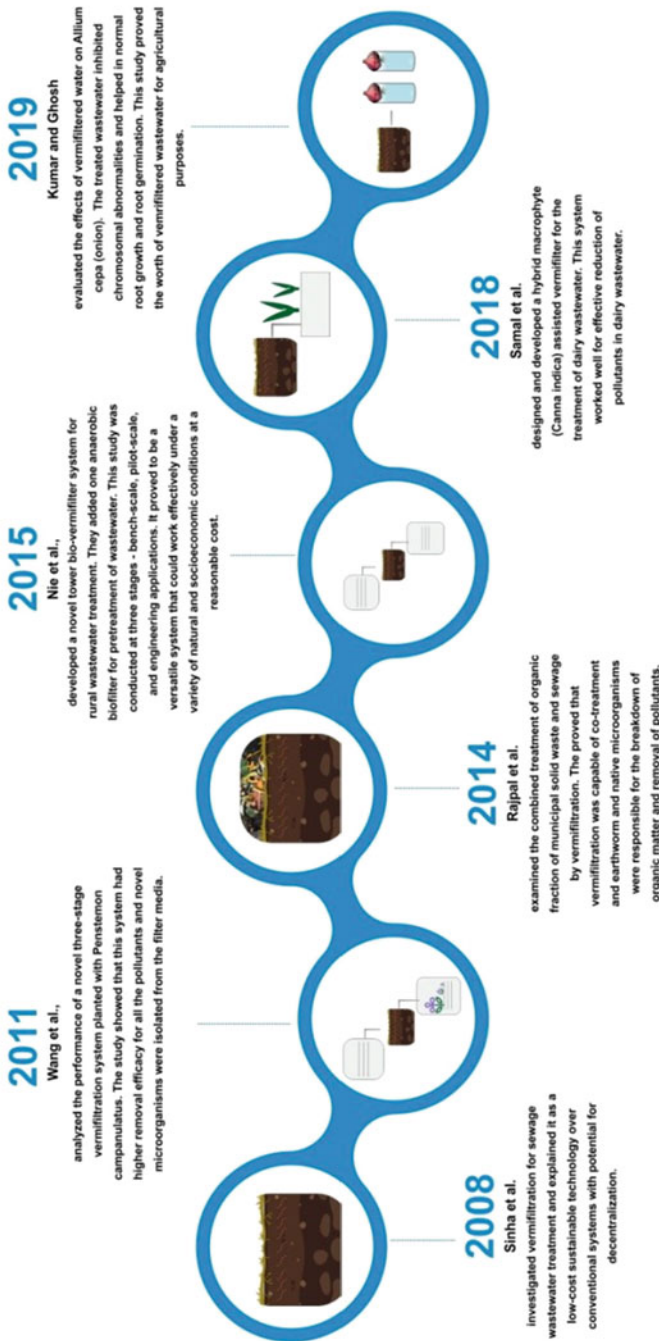 2008
Sinha et al.
investigated vermifiltration for sewage
wastewater treatment and explained it as a
low-cost sustainable technology over
conventional systems with potential for
decentralization.
2011
Wang et al.,
analyzed the performance of a novel three-stage
vermifiltration system planted with Penstemon
campanulatus. The study showed that this system had
higher removal efficacy for all the pollutants and novel
microorganisms were isolated from the filter media.
2014
Rajpal et al.
examined the combined treatment of organic
fraction of municipal solid waste and sewage
by vermifiltration. The proved that
vermifiltration was capable of co-treatment
and earthworm and native microorganisms
were responsible for the breakdown of
organic matter and removal of pollutants.
2015
Nie et al.,
developed a novel tower bio-vermifilter system for
rural wastewater treatment. They added one anaerobic
biofilter for pretreatment of wastewater. This study was
conducted at three stages - bench-scale, pilot-scale,
and engineering applications. It proved to be a
versatile system that could work effectively under a
variety of natural and socioeconomic conditions at a
reasonable cost.
2018
Samal et al.
designed and developed a hybrid macrophyte
(Canna indica) assisted vermifilter for the
treatment of dairy wastewater. This system
worked well for effective reduction of
pollutants in dairy wastewater.
2019
Kumar and Ghosh
evaluated the effects of vermifiltered water on Allium
cepa (onion). The treated wastewater inhibited
chromosomal abnormalities and helped in normal
root growth and root germination. This study proved
the worth of vemrifiltered wastewater for agricultural
purposes.